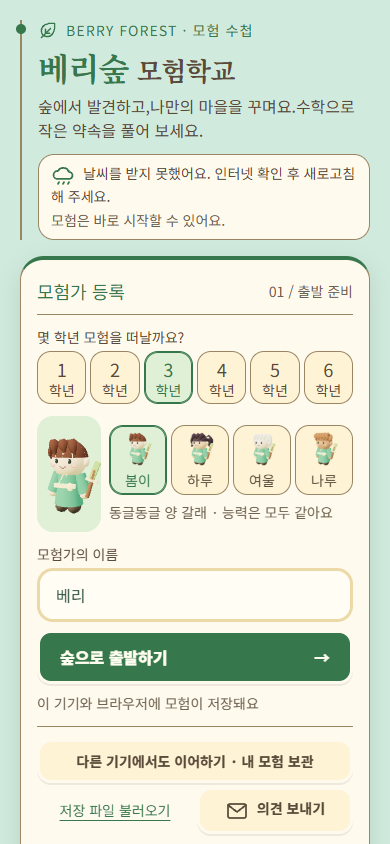 BERRY FOREST · 모험 수첩
베리숲 모험학교
숲에서 발견하고,나만의 마을을 꾸며요.수학으로
작은 약속을 풀어 보세요.
날씨를 받지 못했어요. 인터넷 확인 후 새로고침
해 주세요.
모험은 바로 시작할 수 있어요.
모험가 등록 01 / 출발 준비
몇 학년 모험을 떠날까요?
1 2 3 4 5 6
학년 학년 학년 학년 학년 학년
봄이 하루 여울 나루
동글동글 양 갈래 · 능력은 모두 같아요
모험가의 이름
베리
숲으로 출발하기 →
이 기기와 브라우저에 모험이 저장돼요
다른 기기에서도 이어하기 · 내 모험 보관
저장 파일 불러오기 의견 보내기